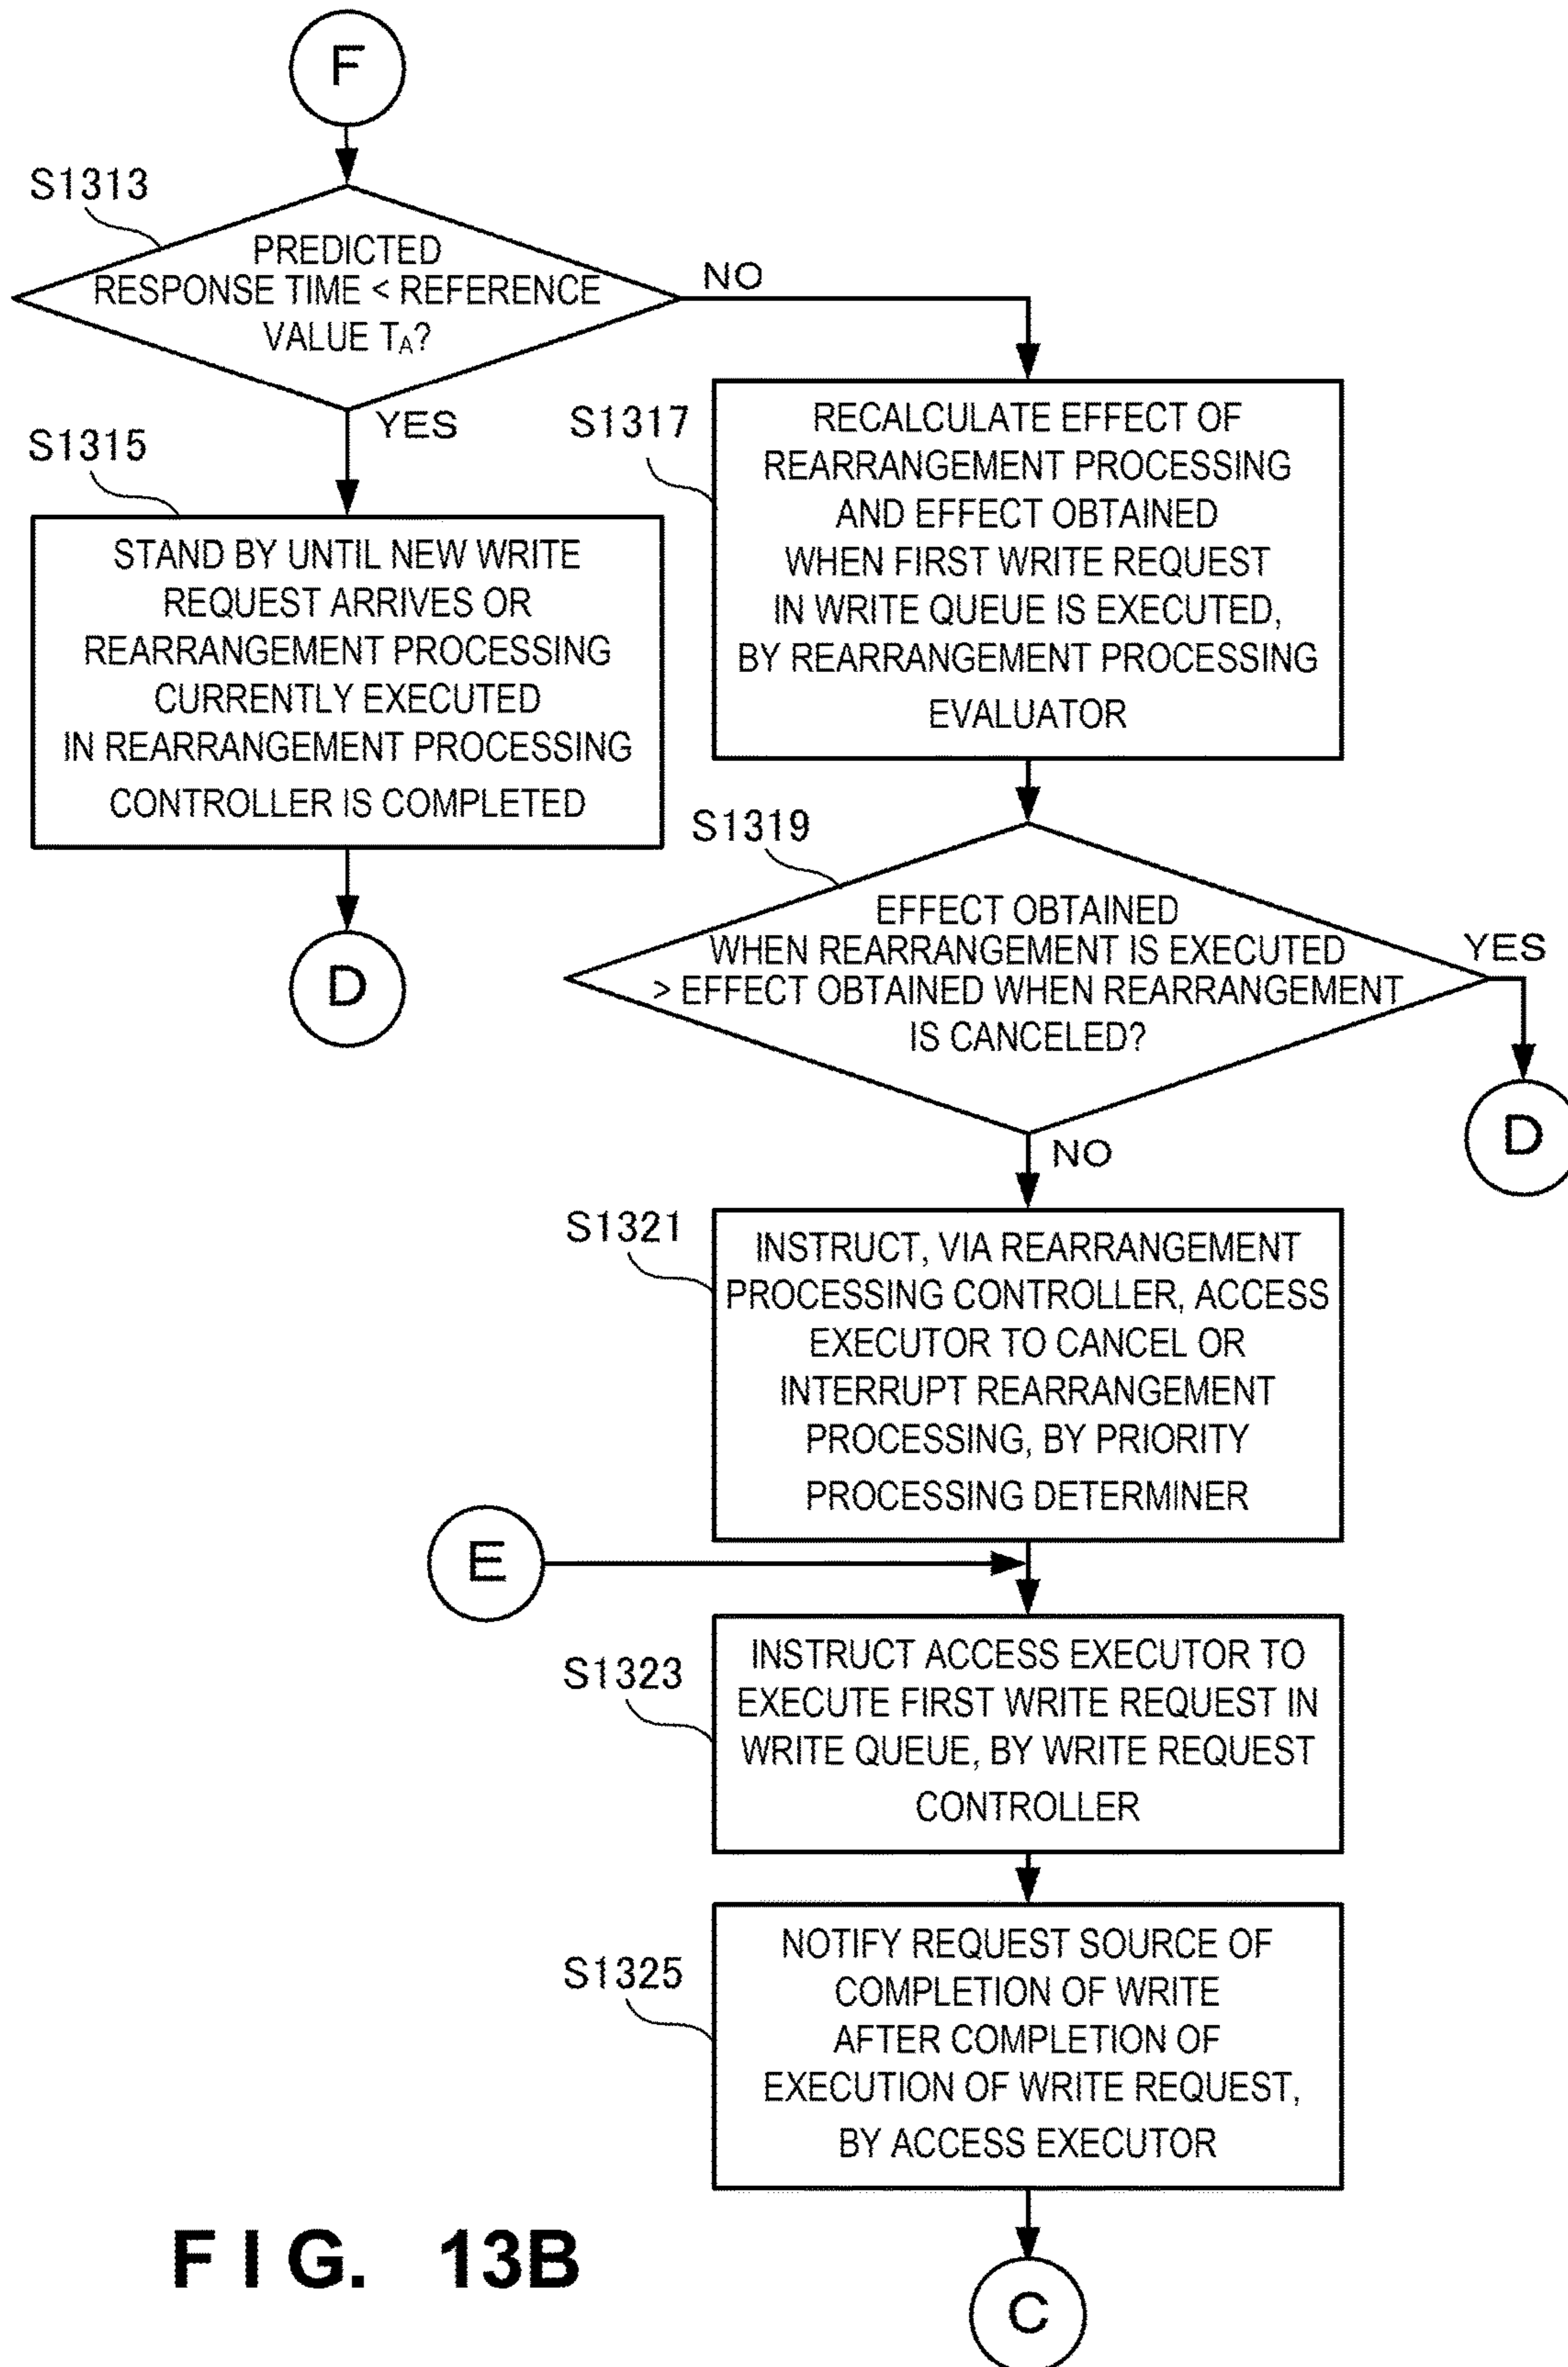 F
S1313
PREDICTED
RESPONSE TIME < REFERENCE
VALUE TA?
NO
YES
S1315
STAND BY UNTIL NEW WRITE
REQUEST ARRIVES OR
REARRANGEMENT PROCESSING
CURRENTLY EXECUTED
IN REARRANGEMENT PROCESSING
CONTROLLER IS COMPLETED
D
S1317
RECALCULATE EFFECT OF
REARRANGEMENT PROCESSING
AND EFFECT OBTAINED
WHEN FIRST WRITE REQUEST
IN WRITE QUEUE IS EXECUTED,
BY REARRANGEMENT PROCESSING
EVALUATOR
S1319
EFFECT OBTAINED
WHEN REARRANGEMENT IS EXECUTED
> EFFECT OBTAINED WHEN REARRANGEMENT
IS CANCELED?
YES
D
NO
S1321
INSTRUCT, VIA REARRANGEMENT
PROCESSING CONTROLLER, ACCESS
EXECUTOR TO CANCEL OR
INTERRUPT REARRANGEMENT
PROCESSING, BY PRIORITY
PROCESSING DETERMINER
E
S1323
INSTRUCT ACCESS EXECUTOR TO
EXECUTE FIRST WRITE REQUEST IN
WRITE QUEUE, BY WRITE REQUEST
CONTROLLER
S1325
NOTIFY REQUEST SOURCE OF
COMPLETION OF WRITE
AFTER COMPLETION OF
EXECUTION OF WRITE REQUEST,
BY ACCESS EXECUTOR
C
FIG. 13B